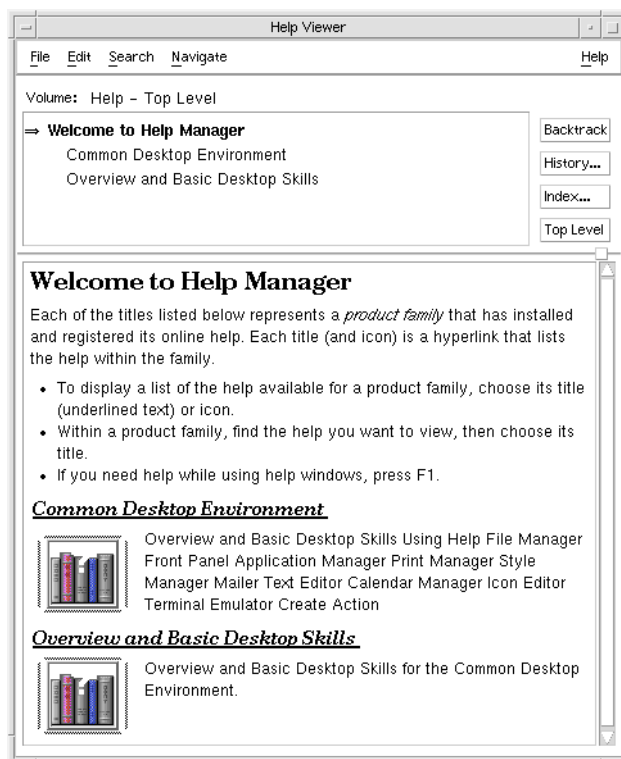 Help Viewer
File Edit Search Navigate Help
Volume: Help – Top Level
⇒ Welcome to Help Manager
Common Desktop Environment
Overview and Basic Desktop Skills
Backtrack
History...
Index...
Top Level
Welcome to Help Manager
Each of the titles listed below represents a product family that has installed
and registered its online help. Each title (and icon) is a hyperlink that lists
the help within the family.
• To display a list of the help available for a product family, choose its title
(underlined text) or icon.
• Within a product family, find the help you want to view, then choose its
title.
• If you need help while using help windows, press F1.
Common Desktop Environment
Overview and Basic Desktop Skills Using Help File Manager
Front Panel Application Manager Print Manager Style
Manager Mailer Text Editor Calendar Manager Icon Editor
Terminal Emulator Create Action
Overview and Basic Desktop Skills
Overview and Basic Desktop Skills for the Common Desktop
Environment.